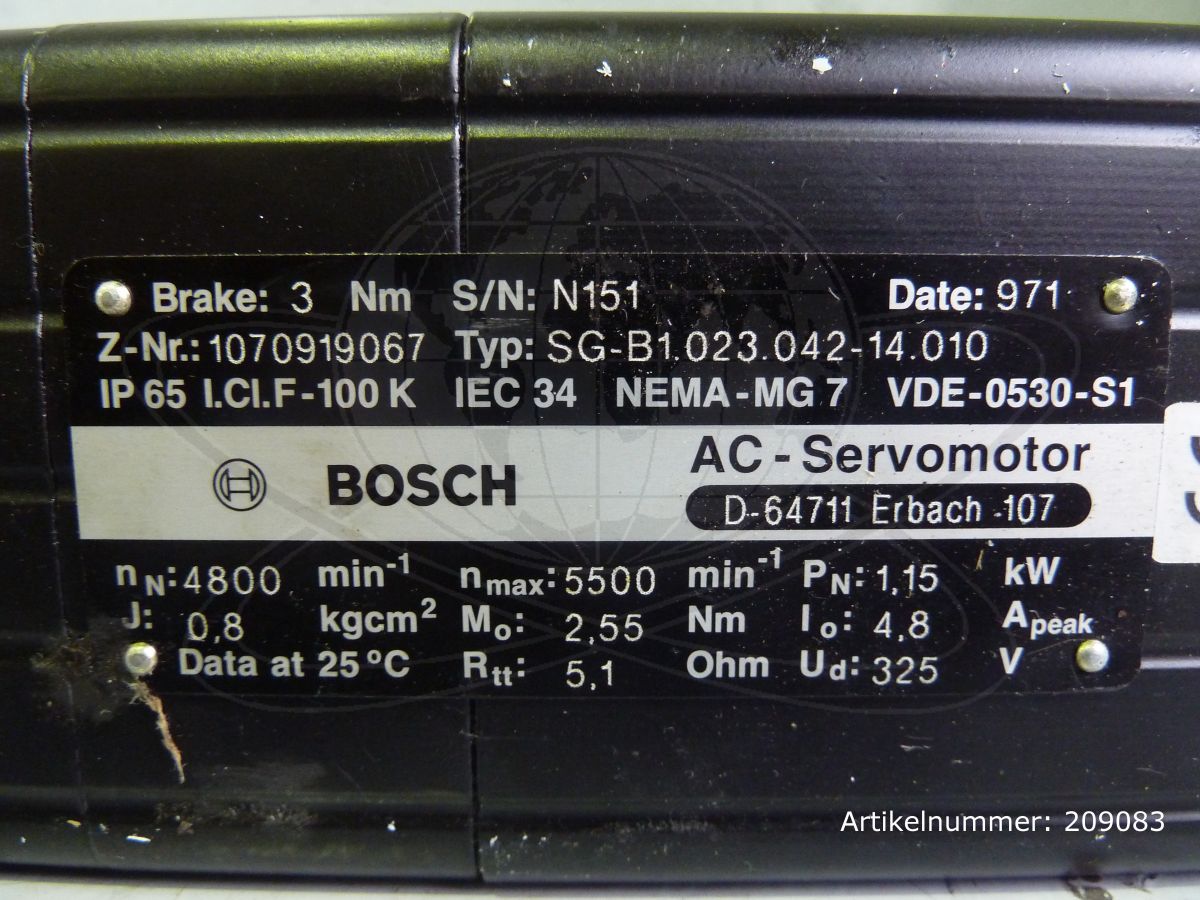 Brake: 3 Nm S/N: N151 Date: 971
Z-Nr.: 1070919067 Typ: SG-B1.023.042-14.010
IP 65 I.Cl.F-100 K IEC 34 NEMA-MG 7 VDE-0530-S1
BOSCH AC-Servomotor
D-64711 Erbach -107
nN: 4800 min-1 nmax: 5500 min-1 PN: 1,15 kW
J: 0,8 kgcm² Mo: 2,55 Nm Io: 4,8 Apeak
Data at 25°C Rtt: 5,1 Ohm Ud: 325 V
Artikelnummer: 209083